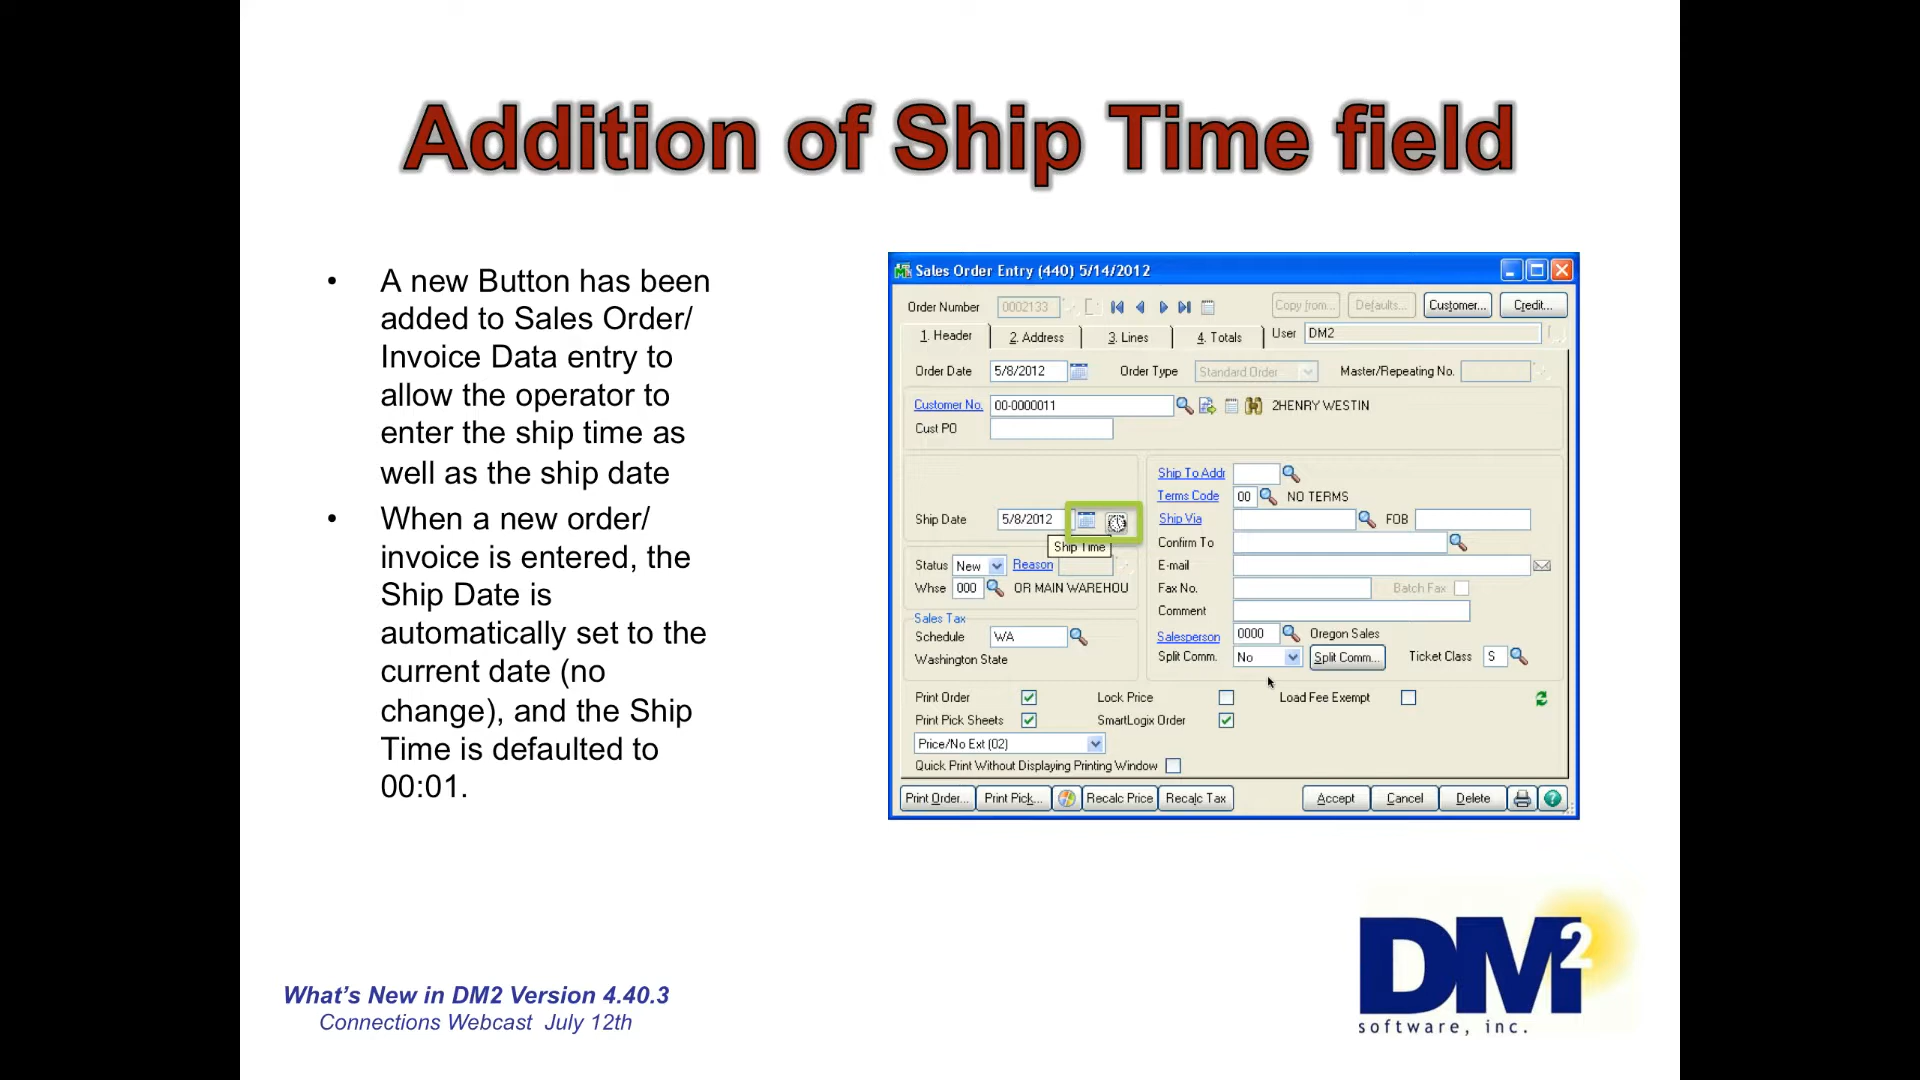 Addition of Ship Time field
• A new Button has been
added to Sales Order/
Invoice Data entry to
allow the operator to
enter the ship time as
well as the ship date
• When a new order/
invoice is entered, the
Ship Date is
automatically set to the
current date (no
change), and the Ship
Time is defaulted to
00:01.
Sales Order Entry (440) 5/14/2012
Order Number 0002133 Copy from... Defaults... Customer... Credit...
1. Header 2. Address 3. Lines 4. Totals User DM2
Order Date 5/8/2012 Order Type Standard Order Master/Repeating No.
Customer No. 00-0000011 2HENRY WESTIN
Cust PO
Ship To Addr
Terms Code 00 NO TERMS
Ship Date 5/8/2012 Ship Via FOB
Ship Time
Confirm To
Status New Reason E-mail
Whse 000 OR MAIN WAREHOU Fax No. Batch Fax
Sales Tax Comment
Schedule WA Salesperson 0000 Oregon Sales
Washington State Split Comm. No Split Comm... Ticket Class S
Print Order Lock Price Load Fee Exempt
Print Pick Sheets SmartLogix Order
Price/No Ext (02)
Quick Print Without Displaying Printing Window
Print Order... Print Pick... Recalc Price Recalc Tax Accept Cancel Delete
What's New in DM2 Version 4.40.3
Connections Webcast July 12th
DM2
software, inc.